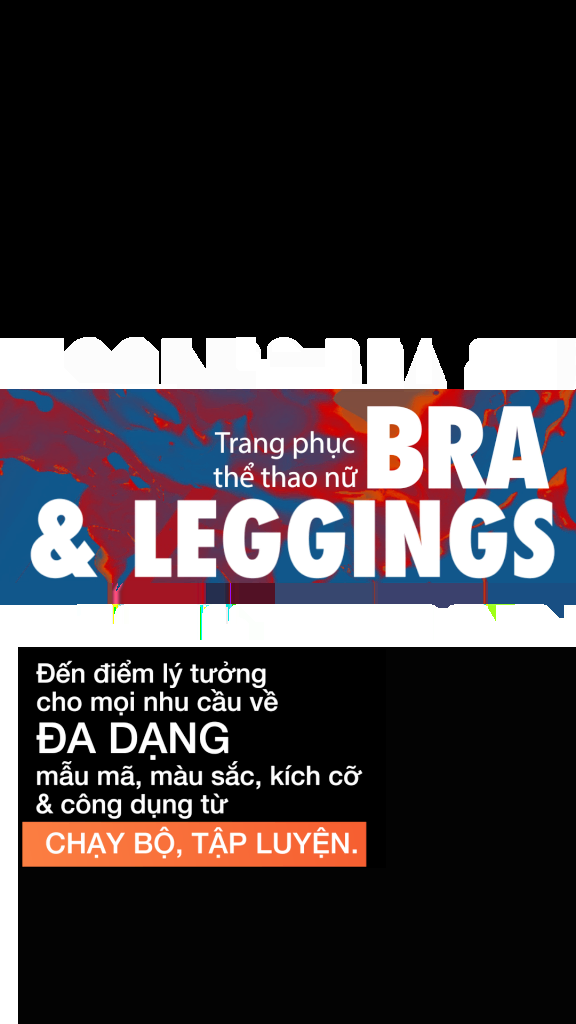 Trang phục
thể thao nữ
BRA
& LEGGINGS
Đến điểm lý tưởng
cho mọi nhu cầu về
ĐA DẠNG
mẫu mã, màu sắc, kích cỡ
& công dụng từ
CHẠY BỘ, TẬP LUYỆN.